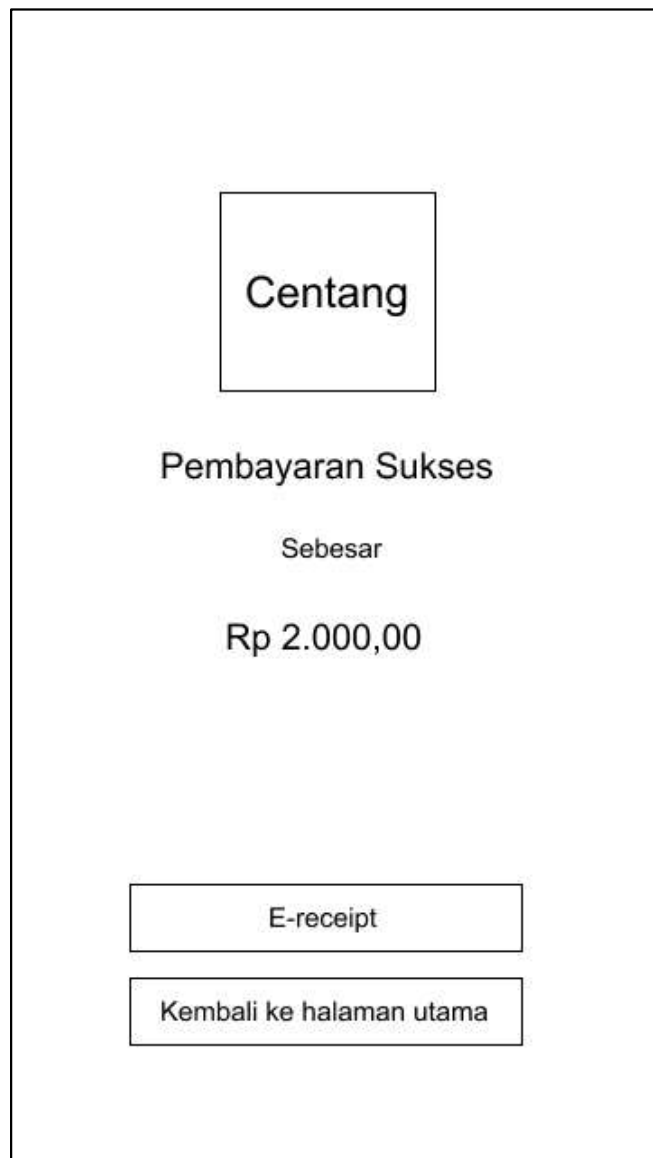 Centang
Pembayaran Sukses
Sebesar
Rp 2.000,00
E-receipt
Kembali ke halaman utama